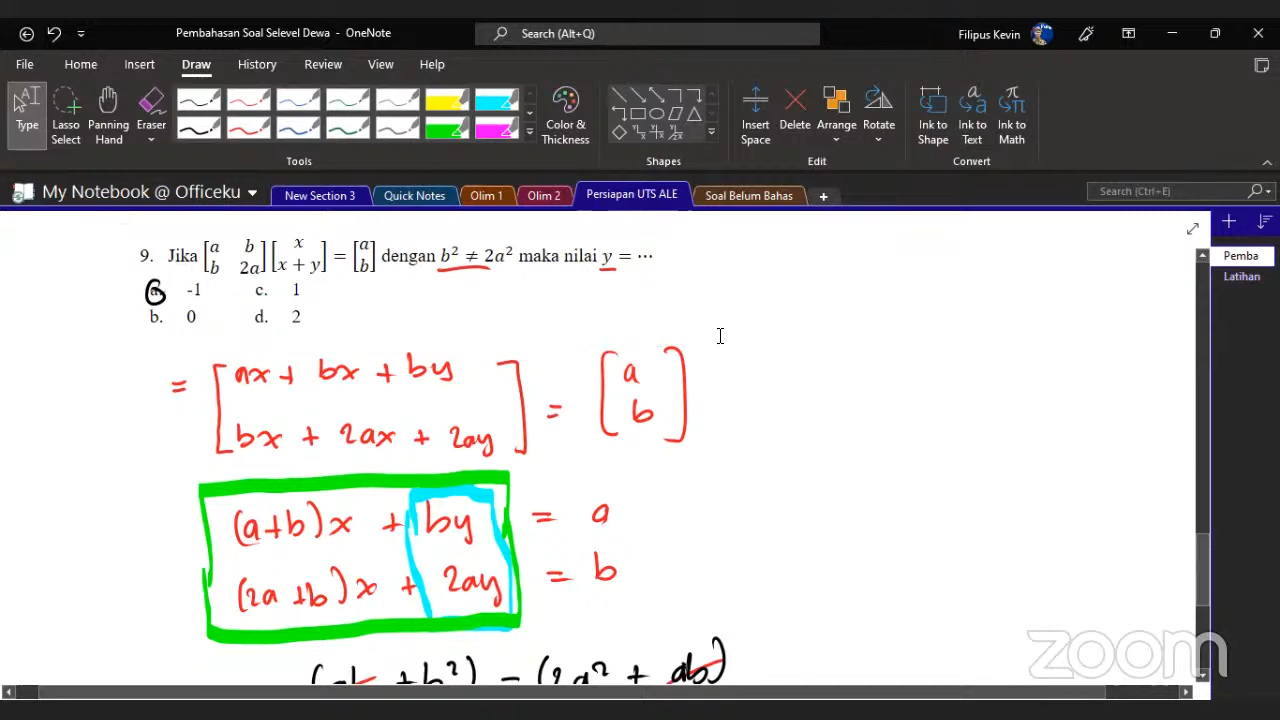 Pembahasan Soal Selevel Dewa - OneNote
Search (Alt+Q)
Filipus Kevin
File Home Insert Draw History Review View Help
Type
Lasso Select
Panning Hand
Eraser
Color & Thickness
Insert Space
Delete
Arrange
Rotate
Ink to Shape
Ink to Text
Ink to Math
Tools Shapes Edit Convert
My Notebook @ Officeku
New Section 3 Quick Notes Olim 1 Olim 2 Persiapan UTS ALE Soal Belum Bahas
Search (Ctrl+E)
Pemba
Latihan
9. Jika [a b; b 2a] [x; x + y] = [a; b] dengan b² ≠ 2a² maka nilai y = ⋯
a. -1 c. 1
b. 0 d. 2
= [ax + bx + by; bx + 2ax + 2ay] = [a; b]
(a+b)x + by = a
(2a+b)x + 2ay = b
(ab + b²) - (2a² + ab)
zoom